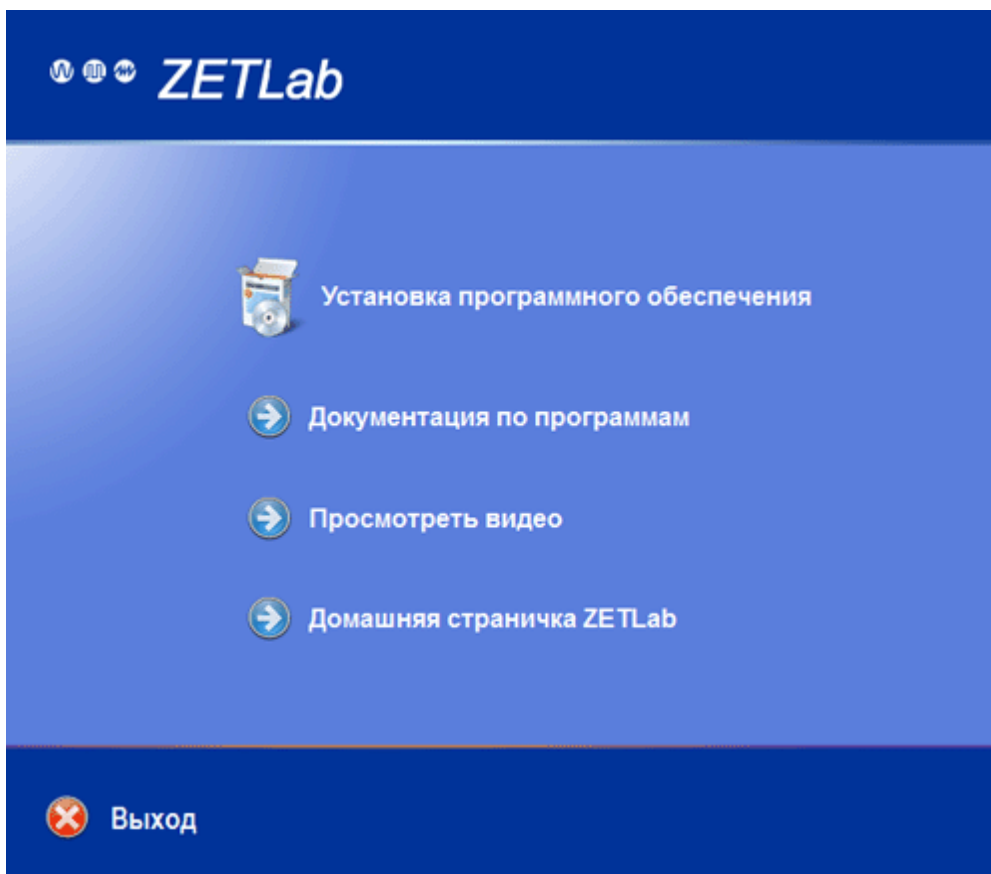 ZETLab
Установка программного обеспечения
Документация по программам
Просмотреть видео
Домашняя страничка ZETLab
Выход